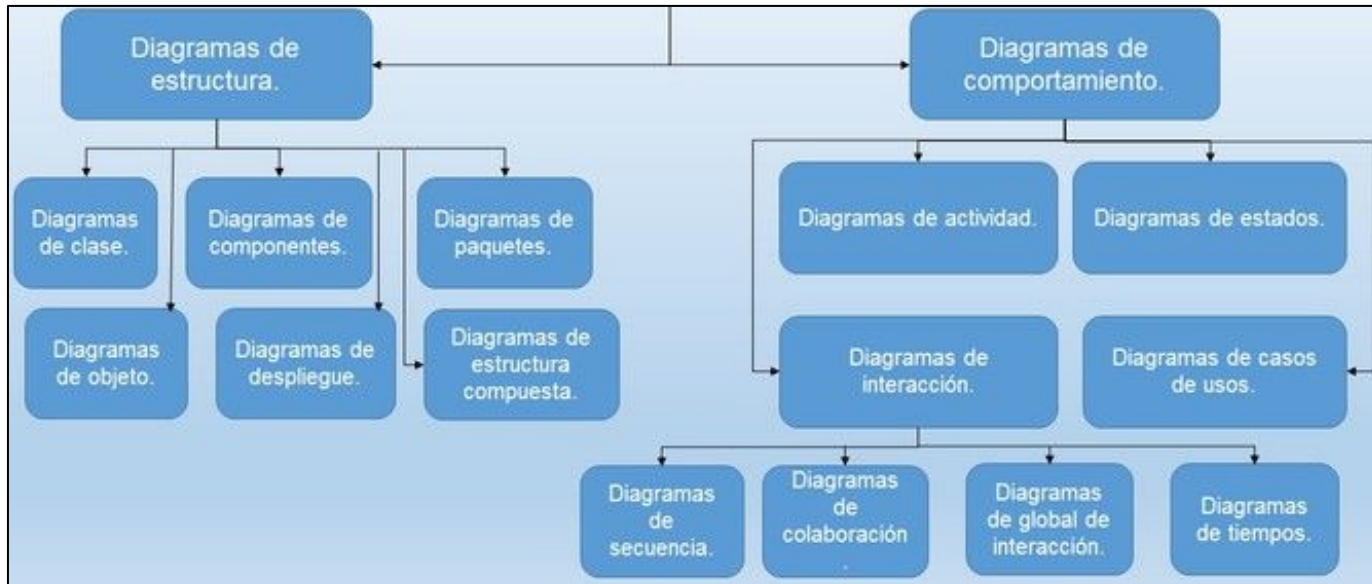 Diagramas de
estructura.
Diagramas de
comportamiento.
Diagramas
de clase.
Diagramas de
componentes.
Diagramas de
paquetes.
Diagramas
de objeto.
Diagramas de
despliegue.
Diagramas de
estructura
compuesta.
Diagramas de actividad.
Diagramas de estados.
Diagramas de
interacción.
Diagramas de casos
de usos.
Diagramas
de
secuencia.
Diagramas
de
colaboración
.
Diagramas
de global de
interacción.
Diagramas
de tiempos.